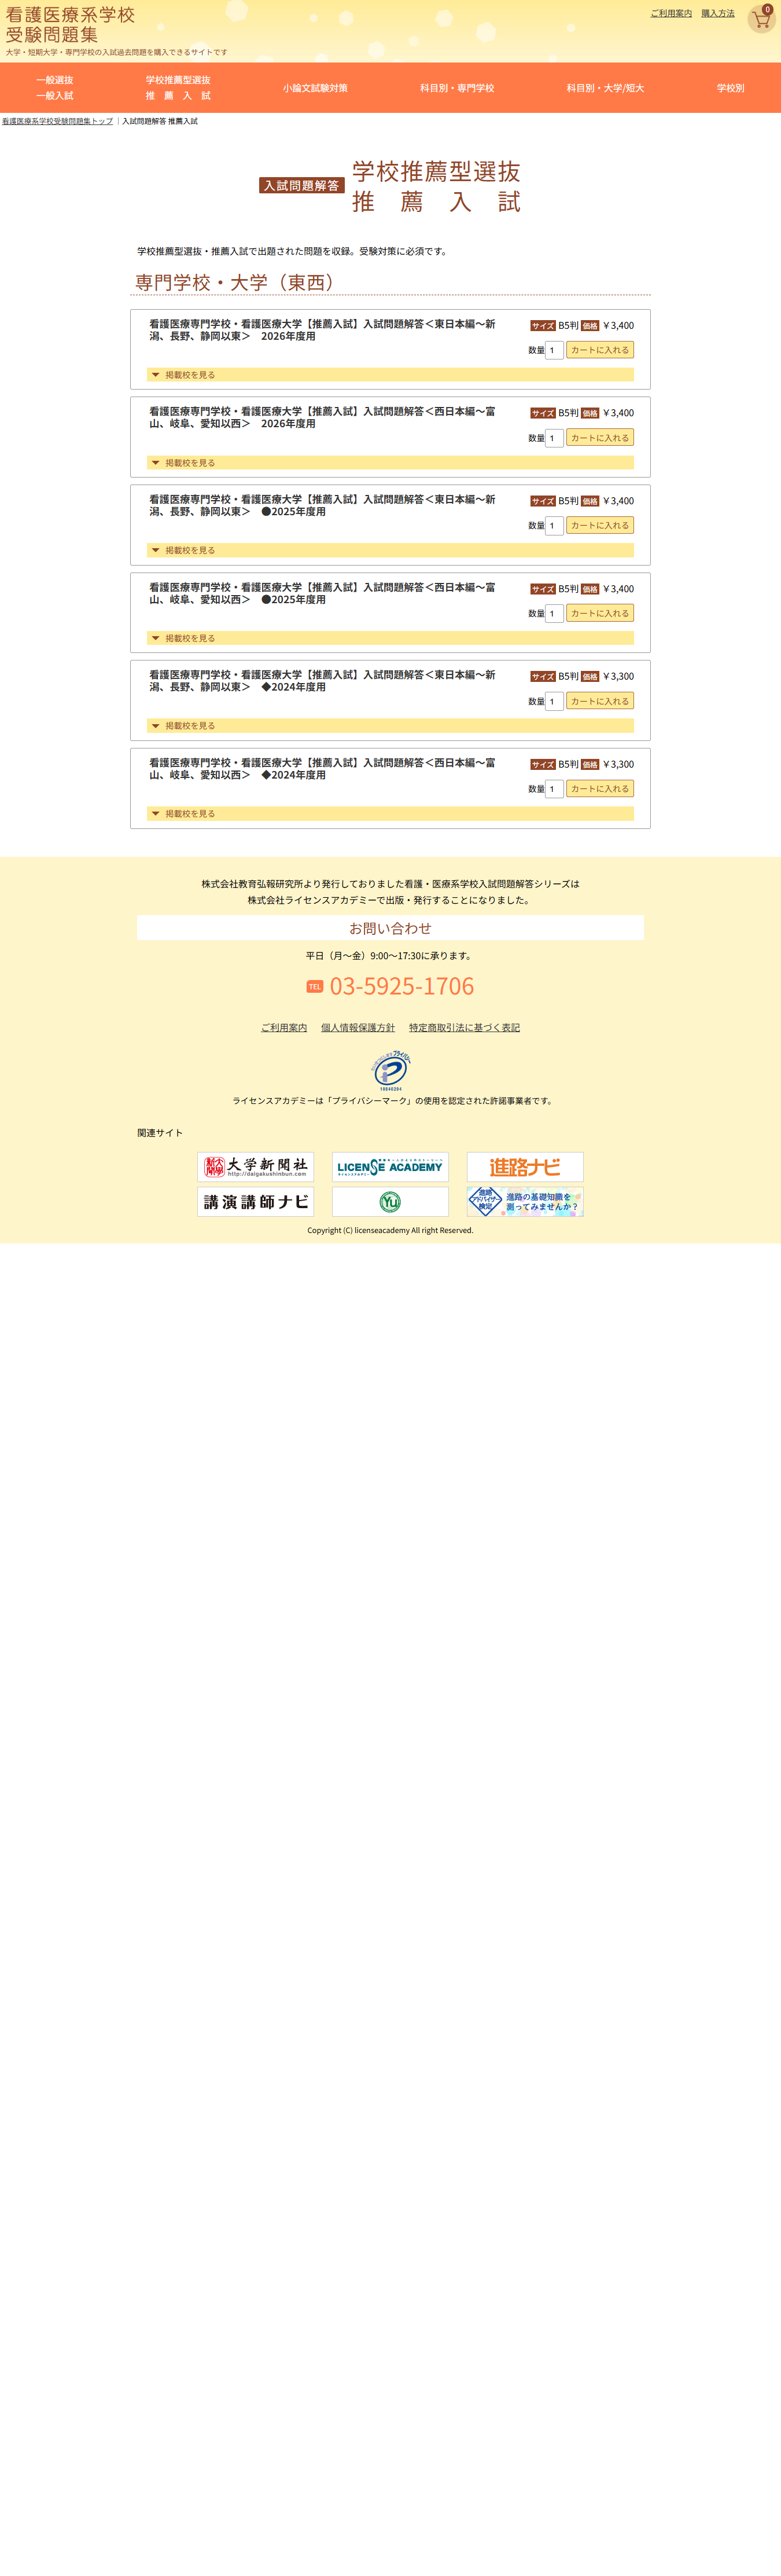 看護医療系学校
受験問題集
大学・短期大学・専門学校の入試過去問題を購入できるサイトです
ご利用案内 購入方法
0
一般選抜
一般入試
学校推薦型選抜
推 薦 入 試
小論文試験対策
科目別・専門学校
科目別・大学/短大
学校別
看護医療系学校受験問題集トップ｜入試問題解答 推薦入試
入試問題解答
学校推薦型選抜
推 薦 入 試
学校推薦型選抜・推薦入試で出題された問題を収録。受験対策に必須です。
専門学校・大学（東西）
看護医療専門学校・看護医療大学【推薦入試】入試問題解答＜東日本編〜新
潟、長野、静岡以東＞　2026年度用
サイズ B5判 価格 ￥3,400
数量 1 カートに入れる
掲載校を見る
看護医療専門学校・看護医療大学【推薦入試】入試問題解答＜西日本編〜富
山、岐阜、愛知以西＞　2026年度用
サイズ B5判 価格 ￥3,400
数量 1 カートに入れる
掲載校を見る
看護医療専門学校・看護医療大学【推薦入試】入試問題解答＜東日本編〜新
潟、長野、静岡以東＞　●2025年度用
サイズ B5判 価格 ￥3,400
数量 1 カートに入れる
掲載校を見る
看護医療専門学校・看護医療大学【推薦入試】入試問題解答＜西日本編〜富
山、岐阜、愛知以西＞　●2025年度用
サイズ B5判 価格 ￥3,400
数量 1 カートに入れる
掲載校を見る
看護医療専門学校・看護医療大学【推薦入試】入試問題解答＜東日本編〜新
潟、長野、静岡以東＞　◆2024年度用
サイズ B5判 価格 ￥3,300
数量 1 カートに入れる
掲載校を見る
看護医療専門学校・看護医療大学【推薦入試】入試問題解答＜西日本編〜富
山、岐阜、愛知以西＞　◆2024年度用
サイズ B5判 価格 ￥3,300
数量 1 カートに入れる
掲載校を見る
株式会社教育弘報研究所より発行しておりました看護・医療系学校入試問題解答シリーズは
株式会社ライセンスアカデミーで出版・発行することになりました。
お問い合わせ
平日（月〜金）9:00〜17:30に承ります。
TEL 03-5925-1706
ご利用案内 個人情報保護方針 特定商取引法に基づく表記
プライバシー
10840204
ライセンスアカデミーは「プライバシーマーク」の使用を認定された許諾事業者です。
関連サイト
大学新聞 大学新聞社
http://daigakushinbun.com
LICENSE ACADEMY
進路ナビ
講演講師ナビ
Yu
進路
アドバイザー
検定
進路の基礎知識を
測ってみませんか？
Copyright (C) licenseacademy All right Reserved.